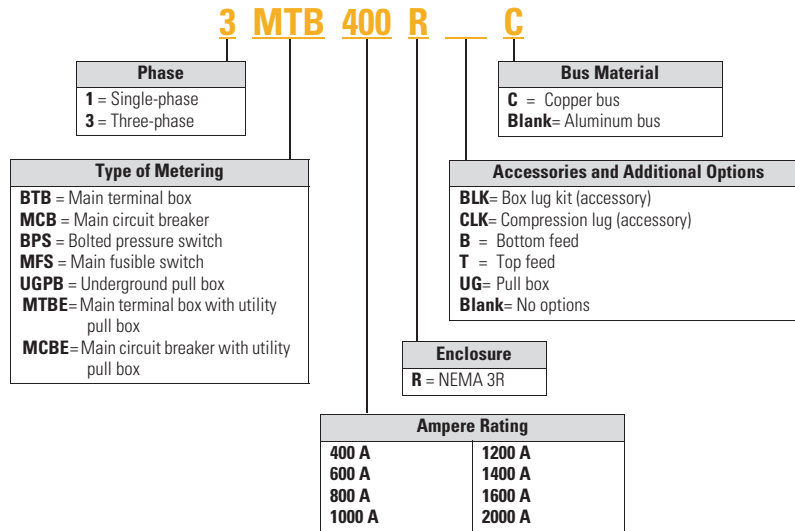 3 MTB 400 R __ C
Phase
1 = Single-phase
3 = Three-phase
Bus Material
C = Copper bus
Blank= Aluminum bus
Type of Metering
BTB = Main terminal box
MCB = Main circuit breaker
BPS = Bolted pressure switch
MFS = Main fusible switch
UGPB = Underground pull box
MTBE= Main terminal box with utility
pull box
MCBE= Main circuit breaker with utility
pull box
Accessories and Additional Options
BLK= Box lug kit (accessory)
CLK= Compression lug (accessory)
B = Bottom feed
T = Top feed
UG= Pull box
Blank= No options
Enclosure
R = NEMA 3R
Ampere Rating
400 A 1200 A
600 A 1400 A
800 A 1600 A
1000 A 2000 A